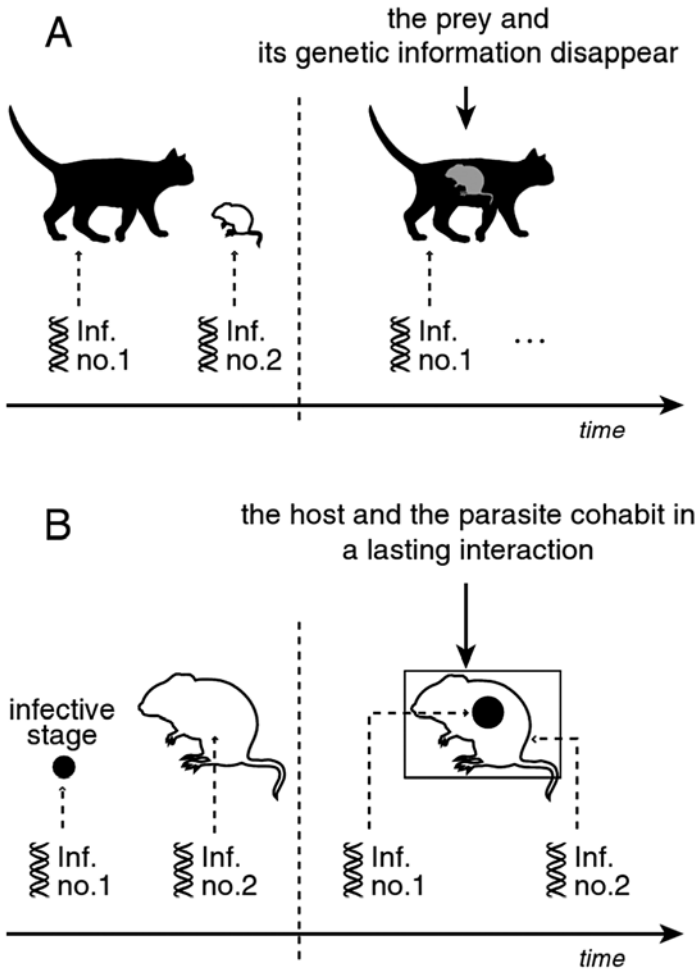 A
the prey and
its genetic information disappear
Inf.
no.1
Inf.
no.2
Inf.
no.1
...
time
B
the host and the parasite cohabit in
a lasting interaction
infective
stage
Inf.
no.1
Inf.
no.2
Inf.
no.1
Inf.
no.2
time